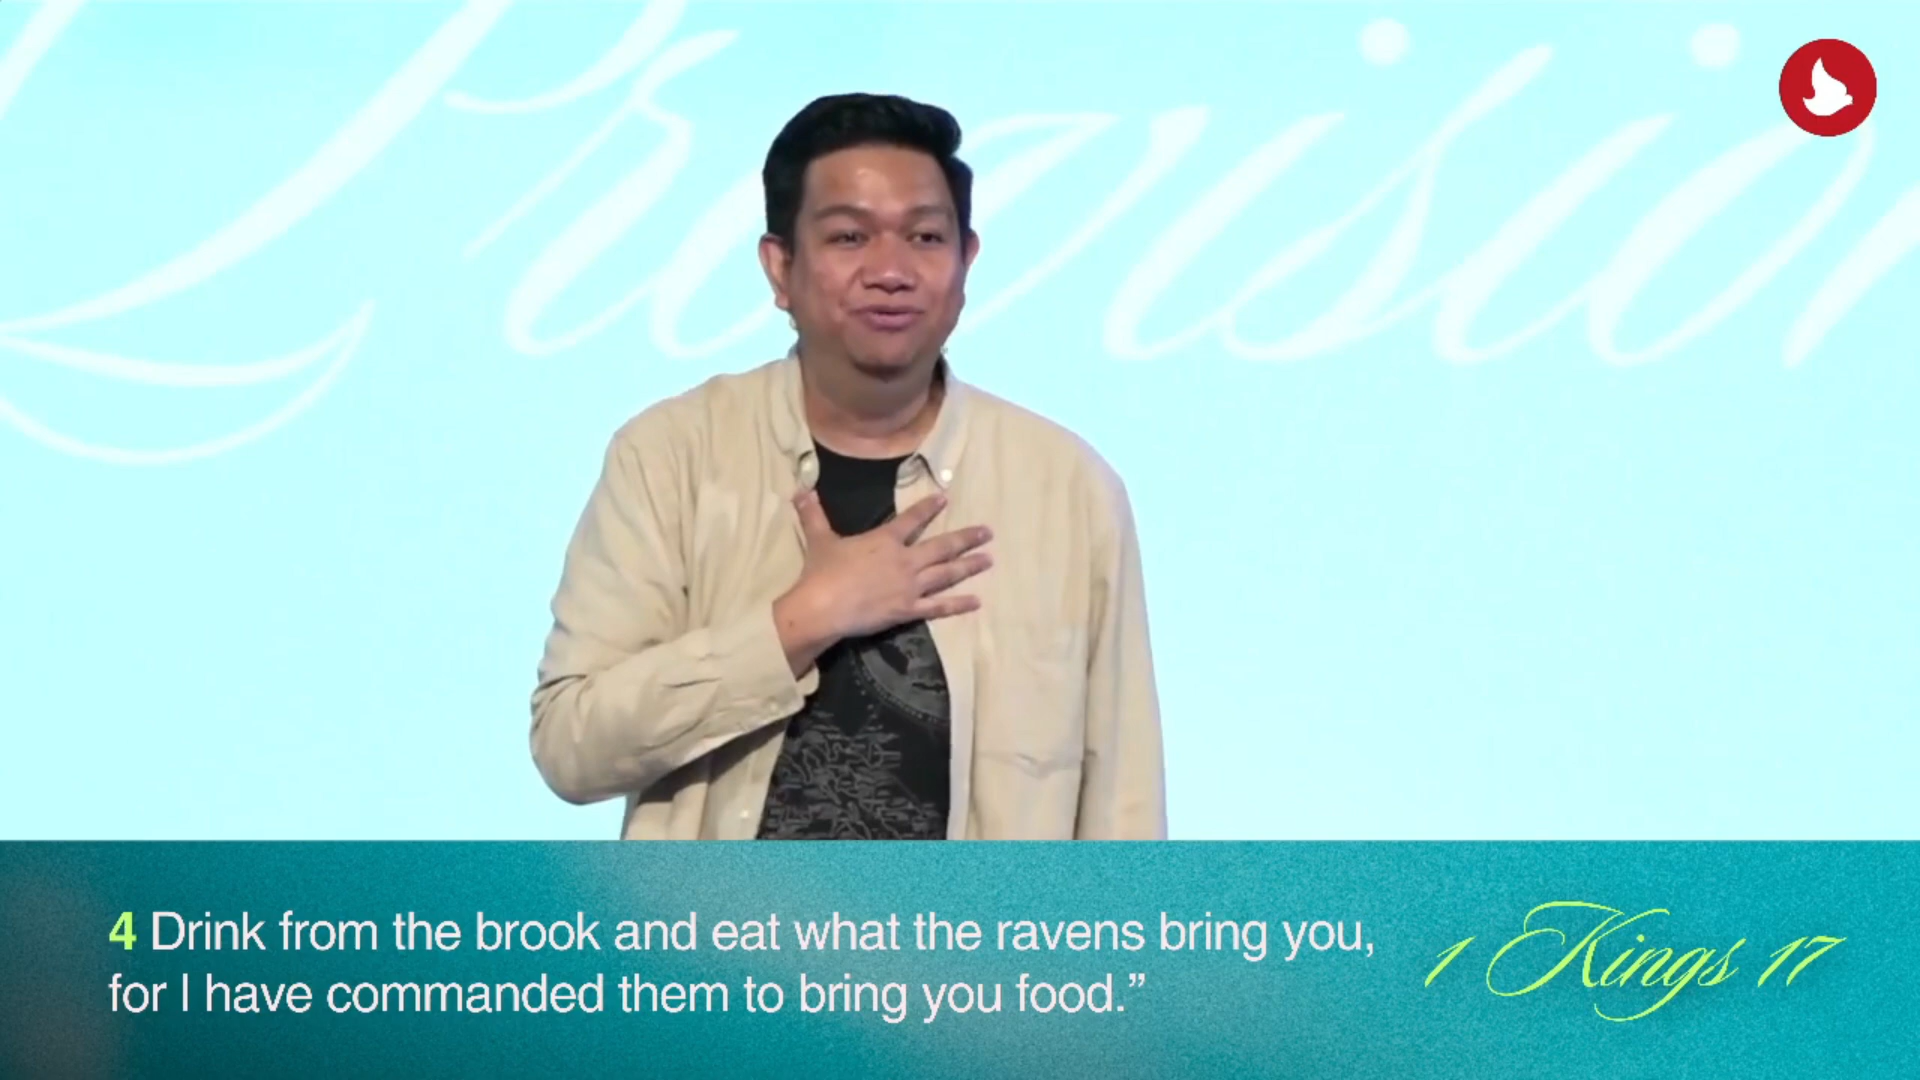 Provision
4 Drink from the brook and eat what the ravens bring you,
for I have commanded them to bring you food.”
1 Kings 17